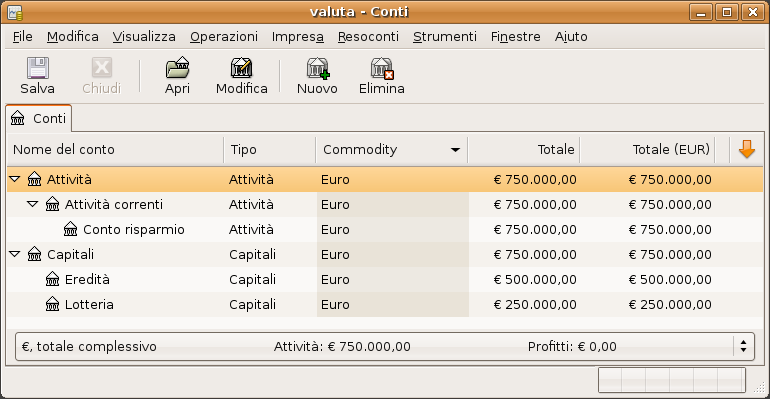 valuta - Conti
File Modifica Visualizza Operazioni Impresa Resoconti Strumenti Finestre Aiuto
Salva Chiudi Apri Modifica Nuovo Elimina
Conti
Nome del conto Tipo Commodity Totale Totale (EUR)
Attività Attività Euro € 750.000,00 € 750.000,00
Attività correnti Attività Euro € 750.000,00 € 750.000,00
Conto risparmio Attività Euro € 750.000,00 € 750.000,00
Capitali Capitali Euro € 750.000,00 € 750.000,00
Eredità Capitali Euro € 500.000,00 € 500.000,00
Lotteria Capitali Euro € 250.000,00 € 250.000,00
€, totale complessivo Attività: € 750.000,00 Profitti: € 0,00